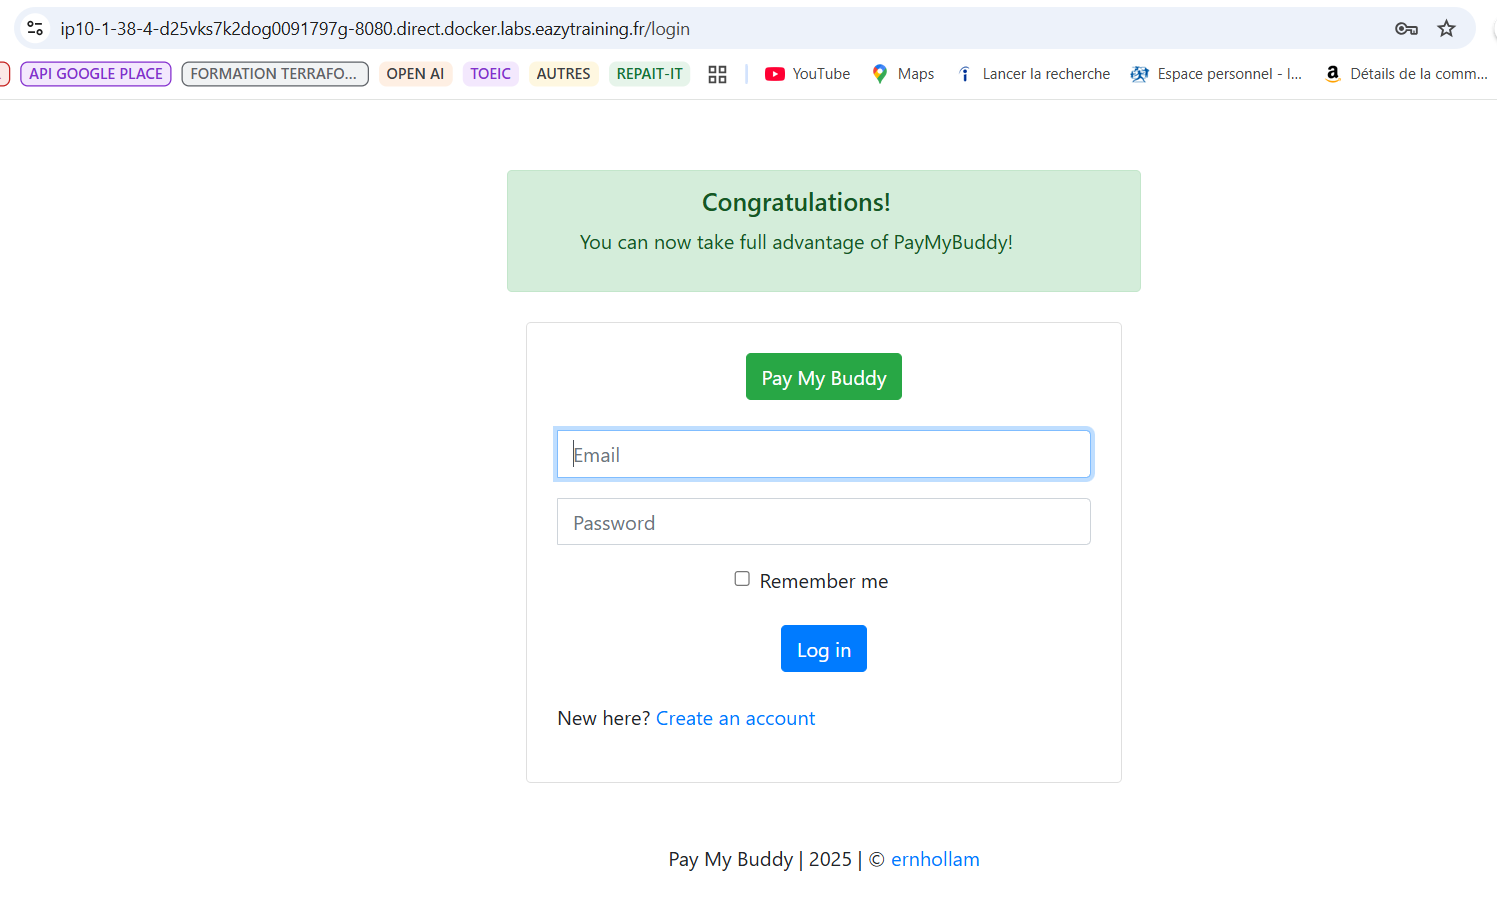 ip10-1-38-4-d25vks7k2dog0091797g-8080.direct.docker.labs.eazytraining.fr/login
API GOOGLE PLACE FORMATION TERRAFO... OPEN AI TOEIC AUTRES REPAIT-IT YouTube Maps Lancer la recherche Espace personnel - I... Détails de la comm...
Congratulations!
You can now take full advantage of PayMyBuddy!
Pay My Buddy
Email
Password
Remember me
Log in
New here? Create an account
Pay My Buddy | 2025 | © ernhollam